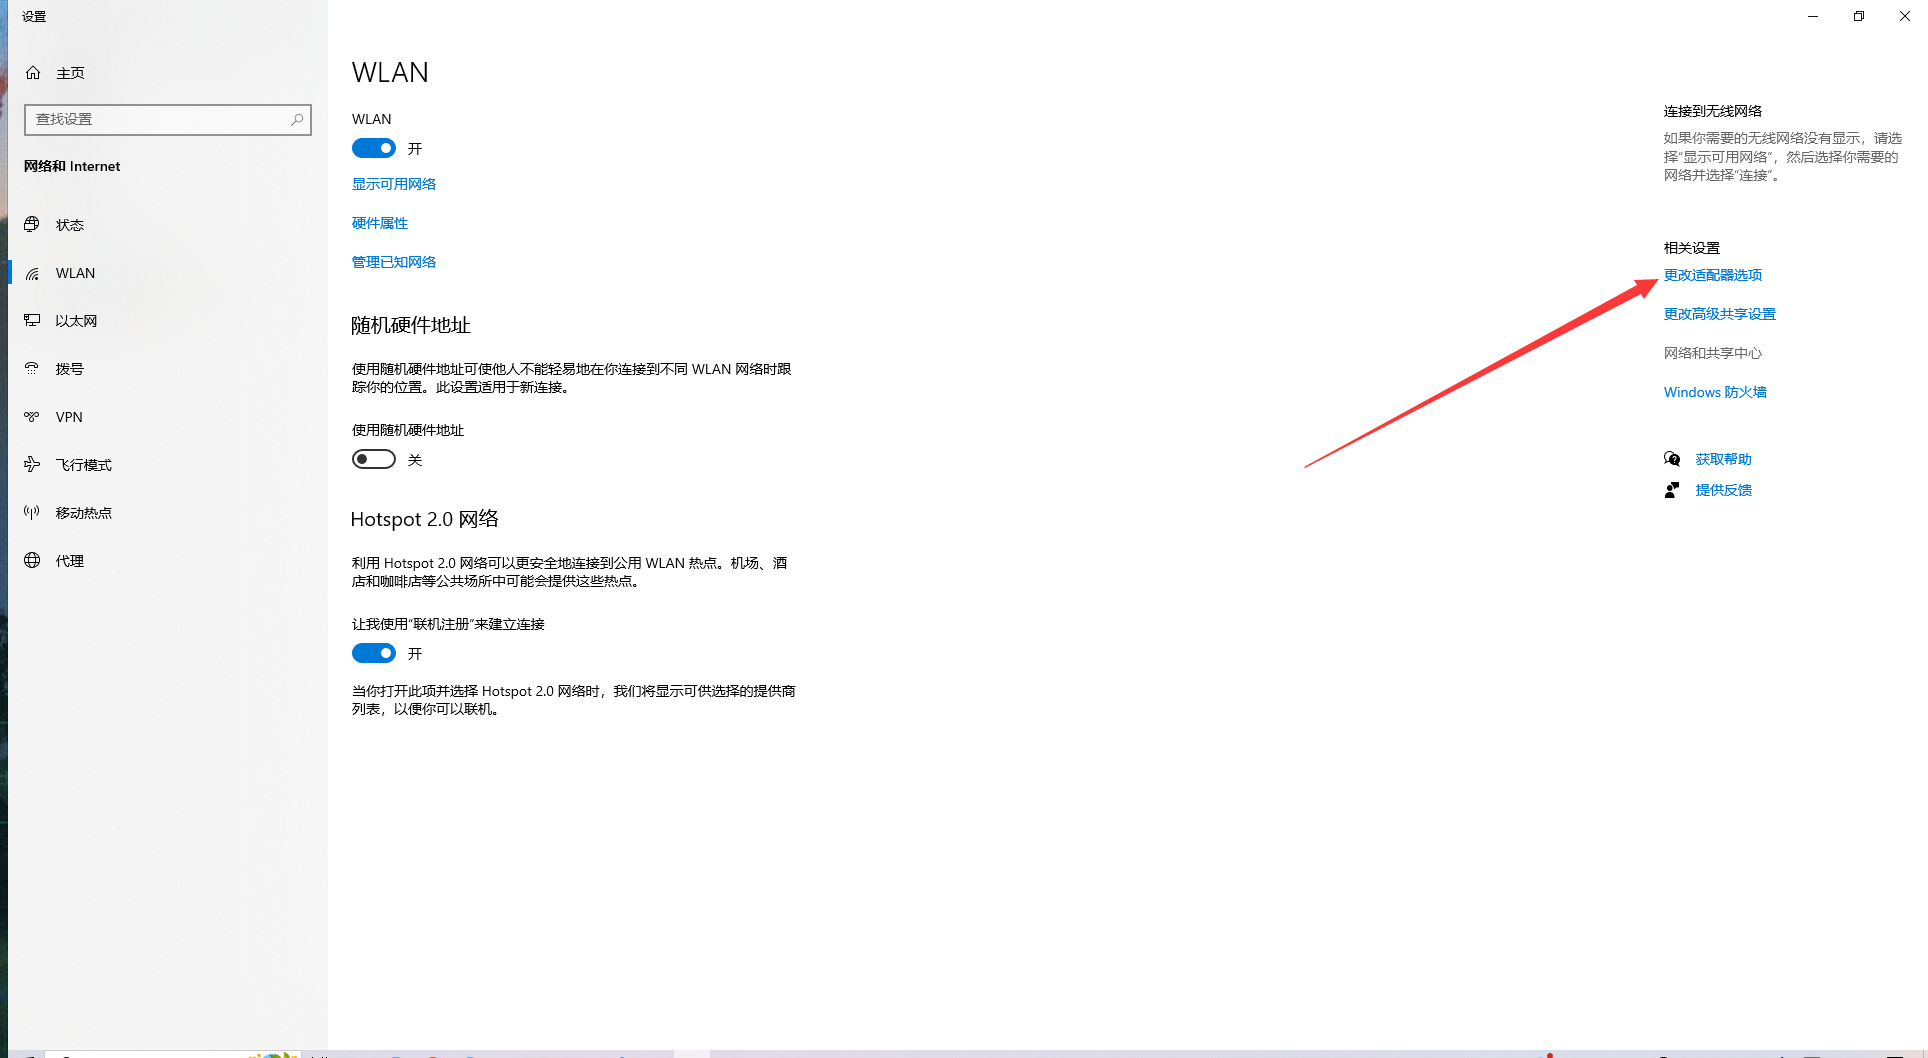 设置
主页
查找设置
网络和 Internet
状态
WLAN
以太网
拨号
VPN
飞行模式
移动热点
代理
WLAN
WLAN
开
显示可用网络
硬件属性
管理已知网络
随机硬件地址
使用随机硬件地址可使他人不能轻易地在你连接到不同 WLAN 网络时跟
踪你的位置。此设置适用于新连接。
使用随机硬件地址
关
Hotspot 2.0 网络
利用 Hotspot 2.0 网络可以更安全地连接到公用 WLAN 热点。机场、酒
店和咖啡店等公共场所中可能会提供这些热点。
让我使用“联机注册”来建立连接
开
当你打开此项并选择 Hotspot 2.0 网络时，我们将显示可供选择的提供商
列表，以便你可以联机。
连接到无线网络
如果你需要的无线网络没有显示，请选
择“显示可用网络”，然后选择你需要的
网络并选择“连接”。
相关设置
更改适配器选项
更改高级共享设置
网络和共享中心
Windows 防火墙
获取帮助
提供反馈